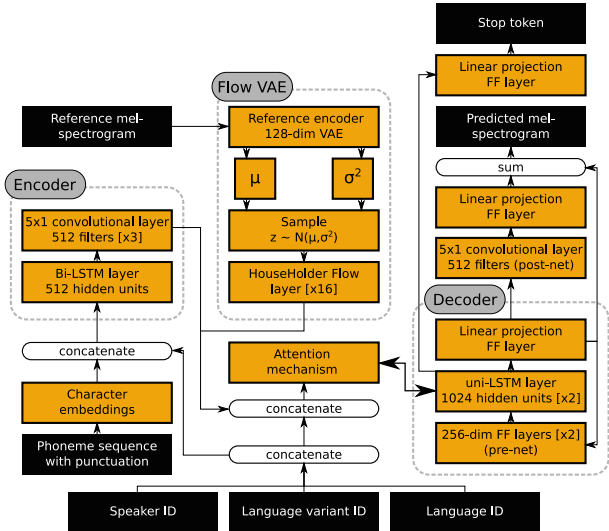 Stop token
Linear projection
FF layer
Flow VAE
Reference mel-
spectrogram
Reference encoder
128-dim VAE
Predicted mel-
spectrogram
μ
σ²
sum
Encoder
5x1 convolutional layer
512 filters [x3]
Sample
z ~ N(μ,σ²)
Linear projection
FF layer
Bi-LSTM layer
512 hidden units
HouseHolder Flow
layer [x16]
5x1 convolutional layer
512 filters (post-net)
Decoder
concatenate
Attention
mechanism
Linear projection
FF layer
Character
embeddings
concatenate
uni-LSTM layer
1024 hidden units [x2]
Phoneme sequence
with punctuation
concatenate
256-dim FF layers [x2]
(pre-net)
Speaker ID
Language variant ID
Language ID